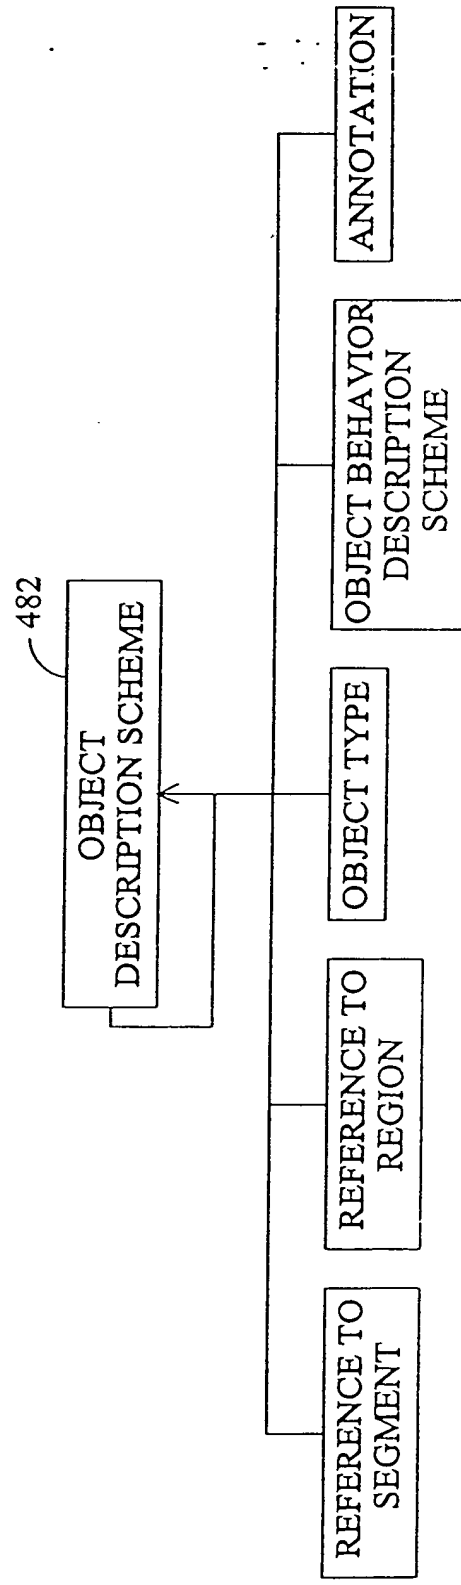 482
OBJECT
DESCRIPTION SCHEME
REFERENCE TO
SEGMENT
REFERENCE TO
REGION
OBJECT TYPE
OBJECT BEHAVIOR
DESCRIPTION
SCHEME
ANNOTATION